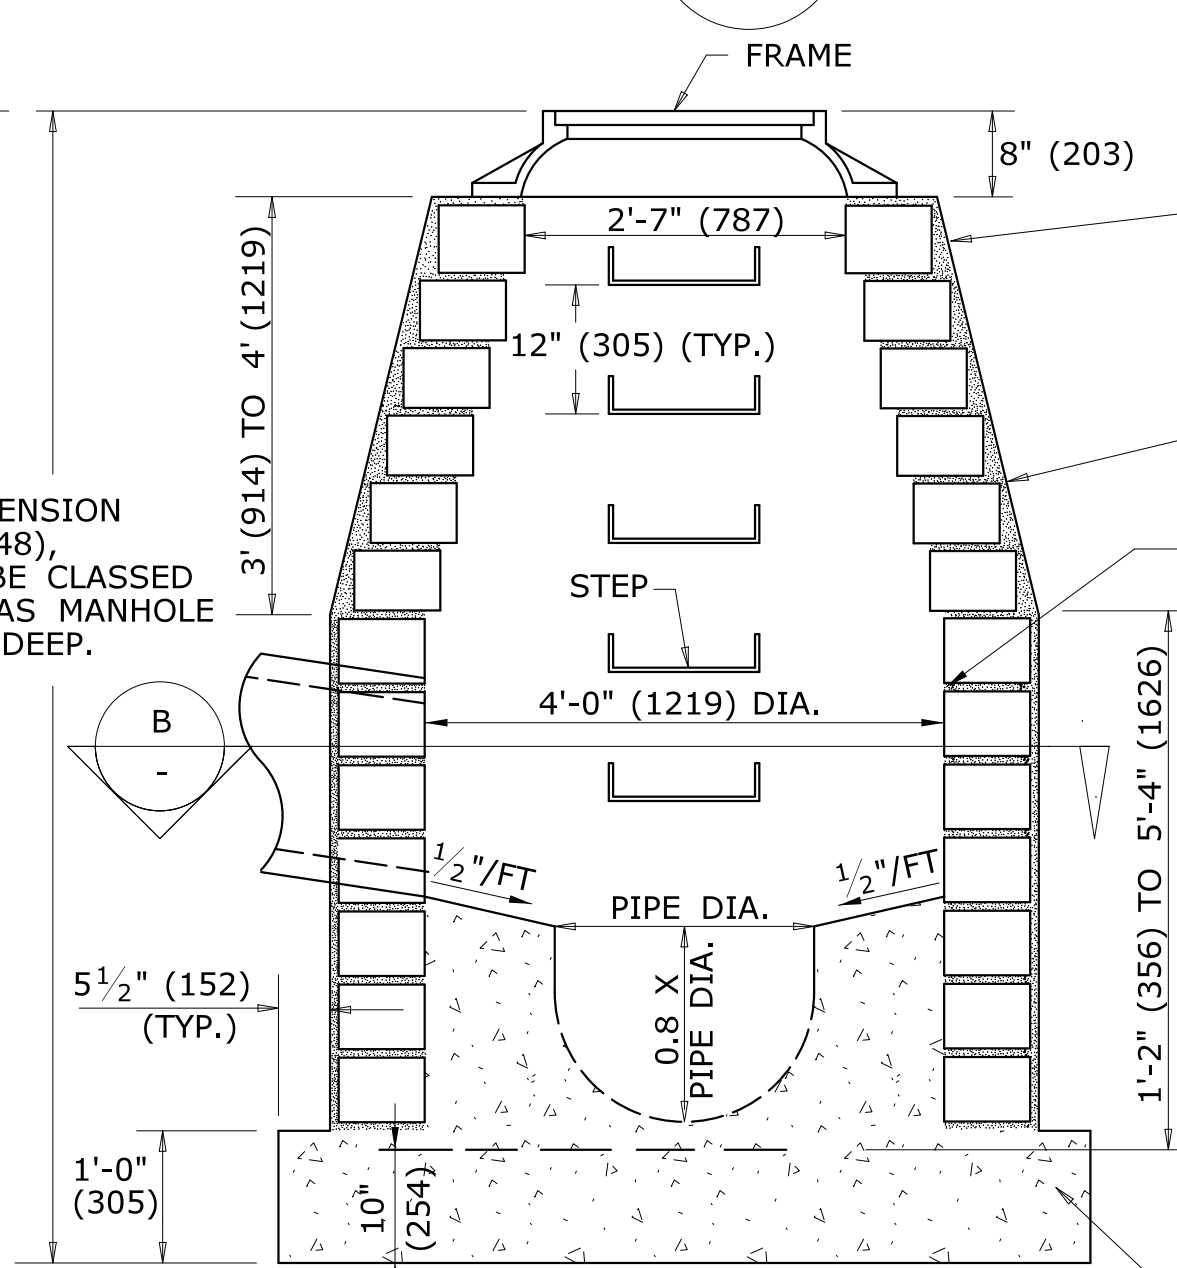 FRAME
8" (203)
2'-7" (787)
3' (914) TO 4' (1219)
12" (305) (TYP.)
ENSION
48),
BE CLASSED
AS MANHOLE
DEEP.
STEP
4'-0" (1219) DIA.
B
-
1'-2" (356) TO 5'-4" (1626)
1/2"/FT
1/2"/FT
PIPE DIA.
0.8 X
PIPE DIA.
5 1/2" (152)
(TYP.)
1'-0"
(305)
10"
(254)